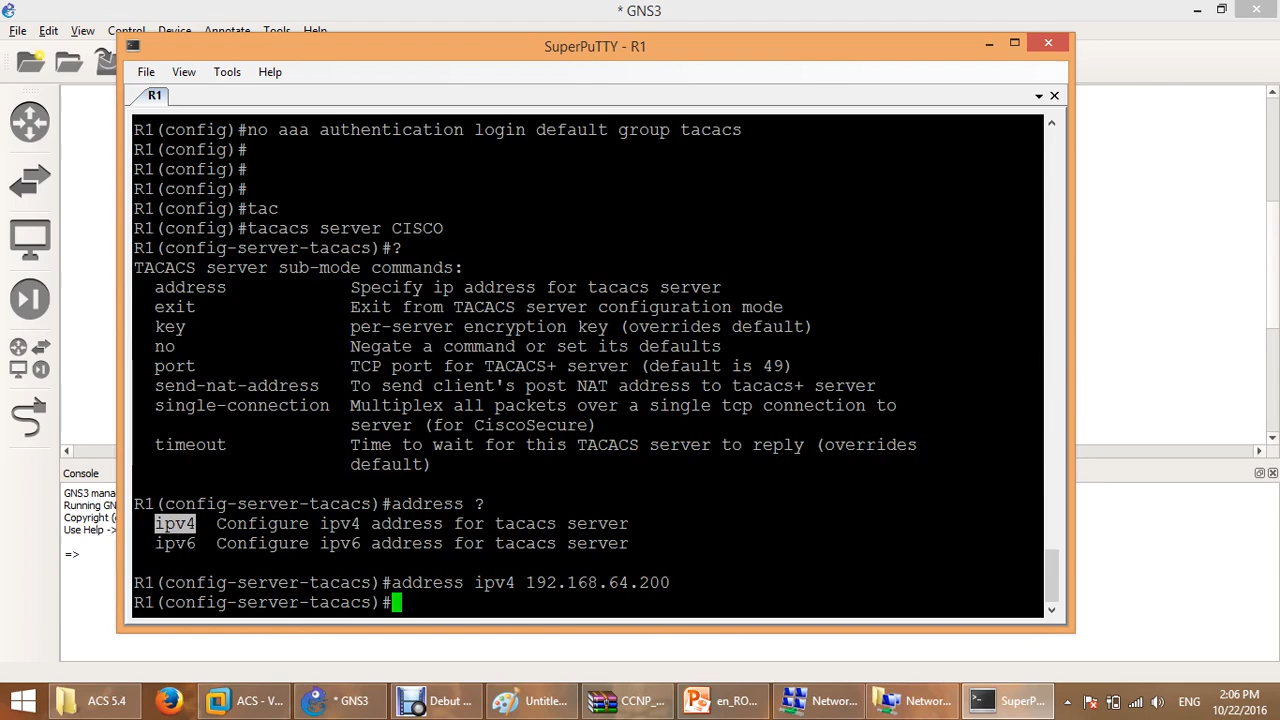 * GNS3
File Edit View Control Device Annotate Tools Help
SuperPuTTY - R1
File View Tools Help
R1
R1(config)#no aaa authentication login default group tacacs
R1(config)#
R1(config)#
R1(config)#
R1(config)#tac
R1(config)#tacacs server CISCO
R1(config-server-tacacs)#?
TACACS server sub-mode commands:
address Specify ip address for tacacs server
exit Exit from TACACS server configuration mode
key per-server encryption key (overrides default)
no Negate a command or set its defaults
port TCP port for TACACS+ server (default is 49)
send-nat-address To send client's post NAT address to tacacs+ server
single-connection Multiplex all packets over a single tcp connection to
server (for CiscoSecure)
timeout Time to wait for this TACACS server to reply (overrides
default)
R1(config-server-tacacs)#address ?
ipv4 Configure ipv4 address for tacacs server
ipv6 Configure ipv6 address for tacacs server
R1(config-server-tacacs)#address ipv4 192.168.64.200
R1(config-server-tacacs)#
Console
GNS3 mana
Running GN
Copyright (c
Use Help ->
=>
ACS 5.4
ACS - V...
* GNS3
Debut ...
Untitle...
CCNP_...
en_RO...
Network...
Network...
SuperP...
ENG
2:06 PM
10/22/2016